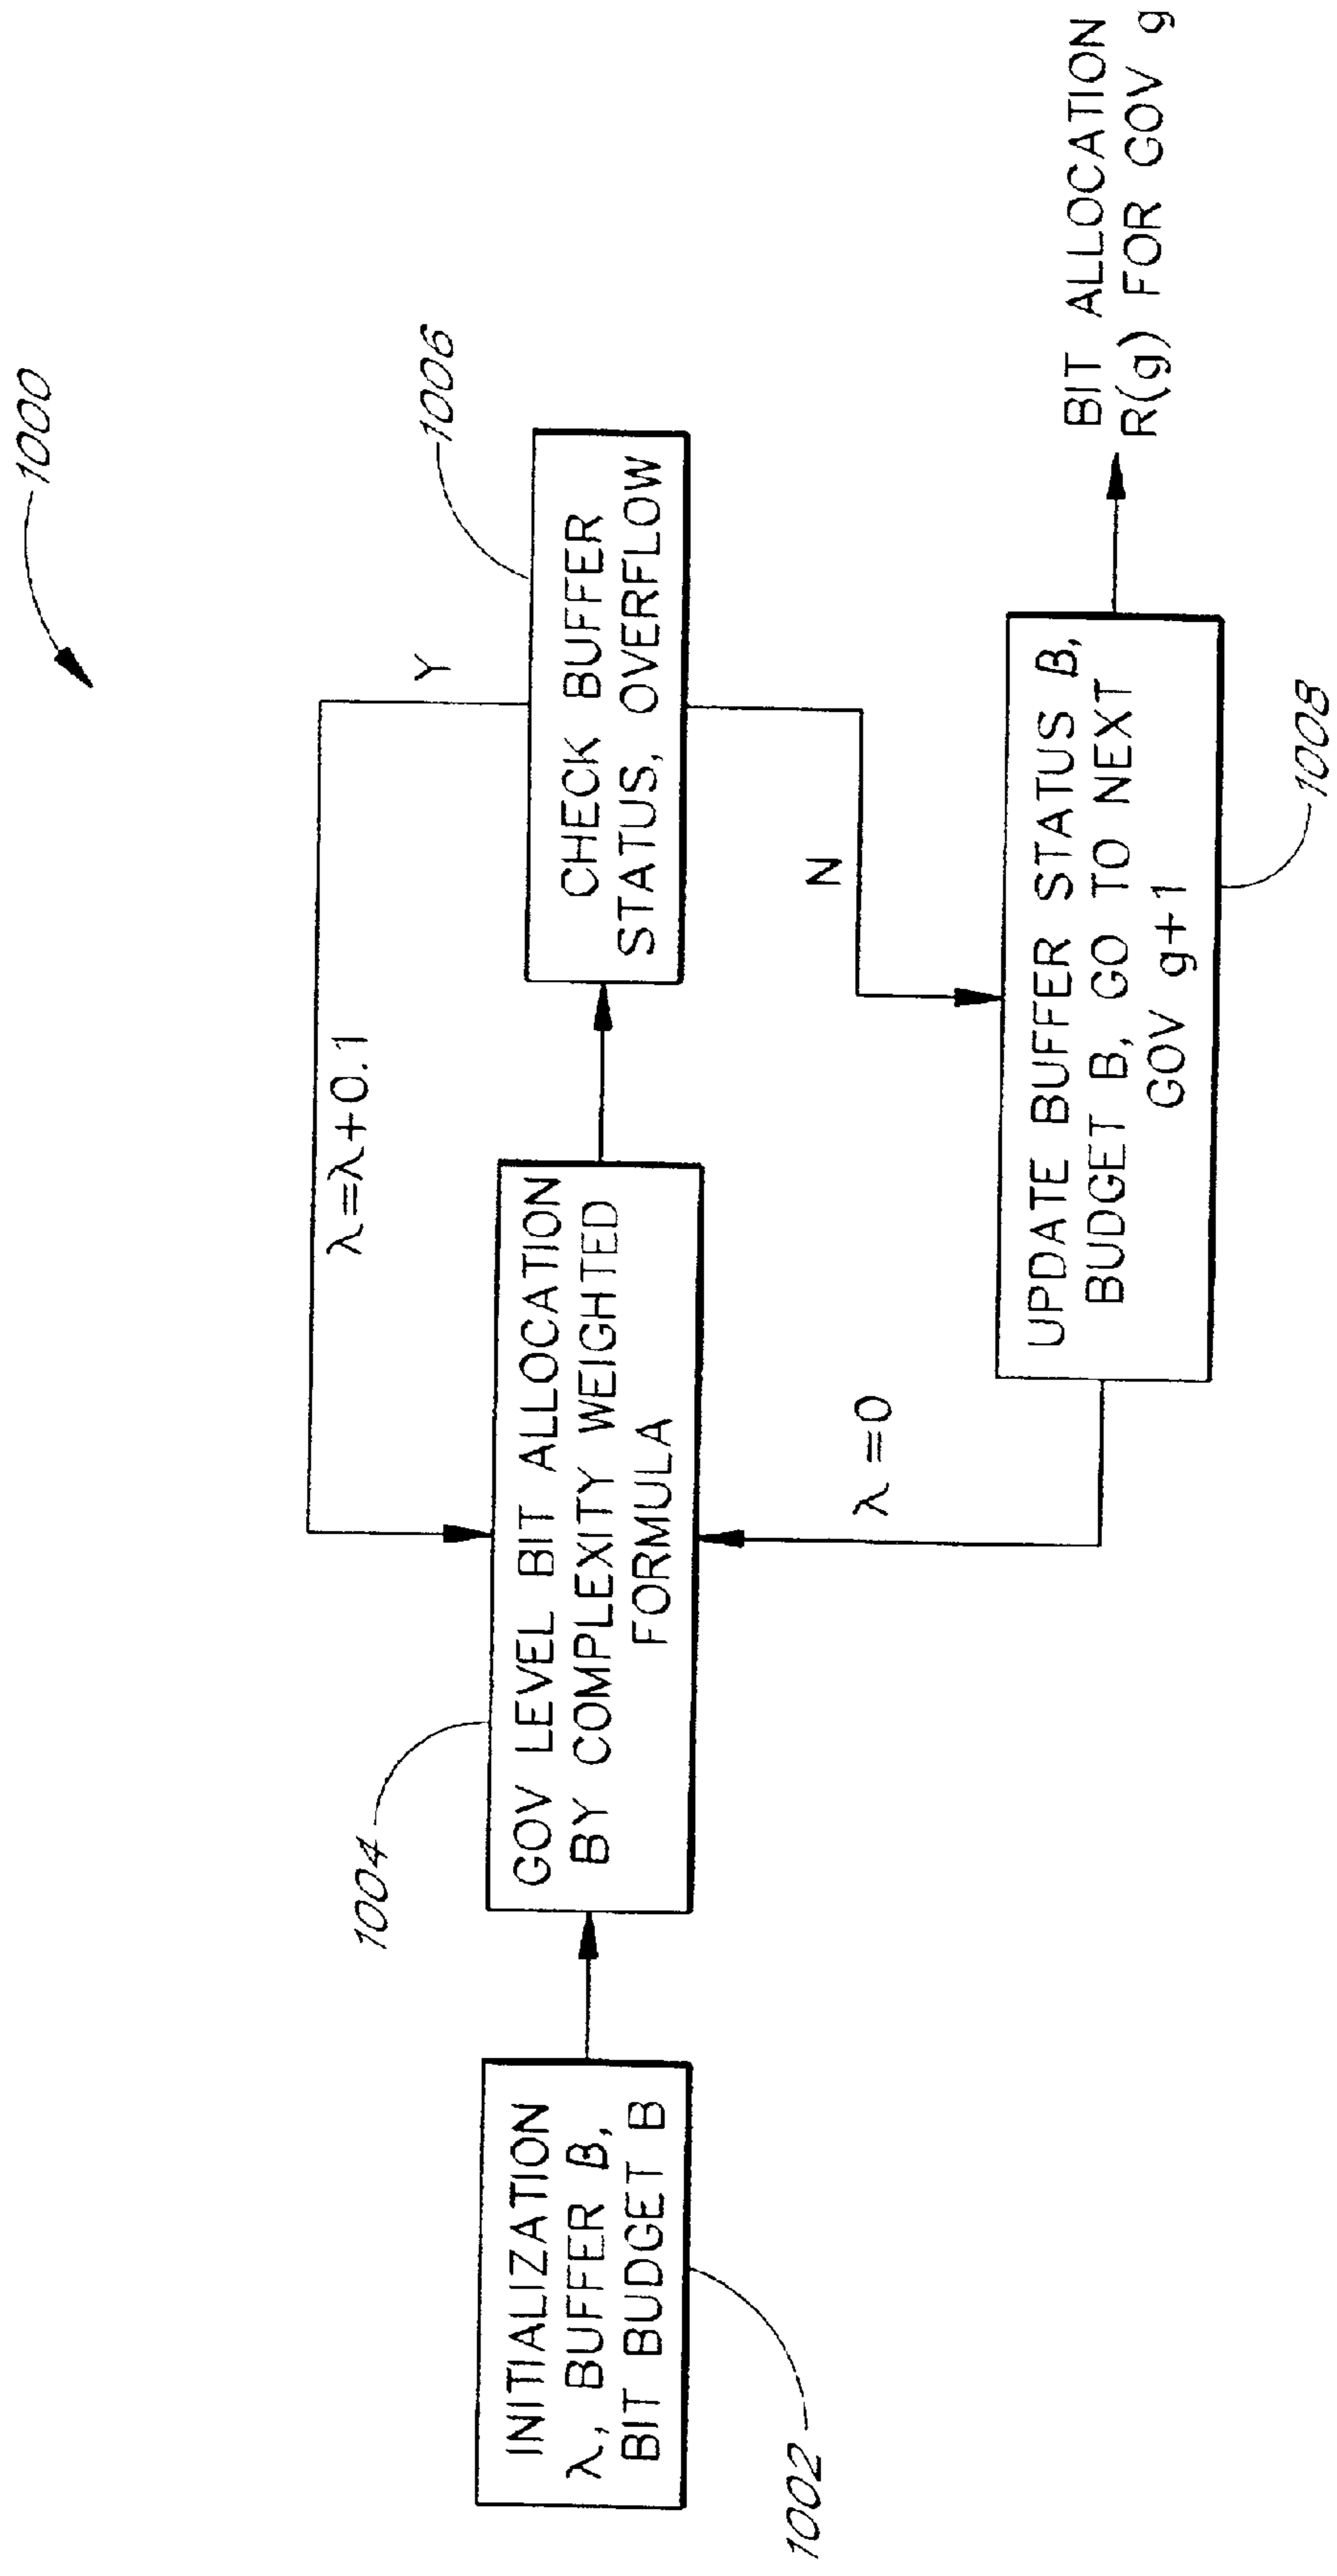 1000
1006
Y
λ=λ+0.1
CHECK BUFFER
STATUS, OVERFLOW
1004
GOV LEVEL BIT ALLOCATION
BY COMPLEXITY WEIGHTED
FORMULA
INITIALIZATION
λ, BUFFER B,
BIT BUDGET B
1002
N
λ=0
UPDATE BUFFER STATUS B,
BUDGET B, GO TO NEXT
GOV g+1
1008
BIT ALLOCATION
R(g) FOR GOV g